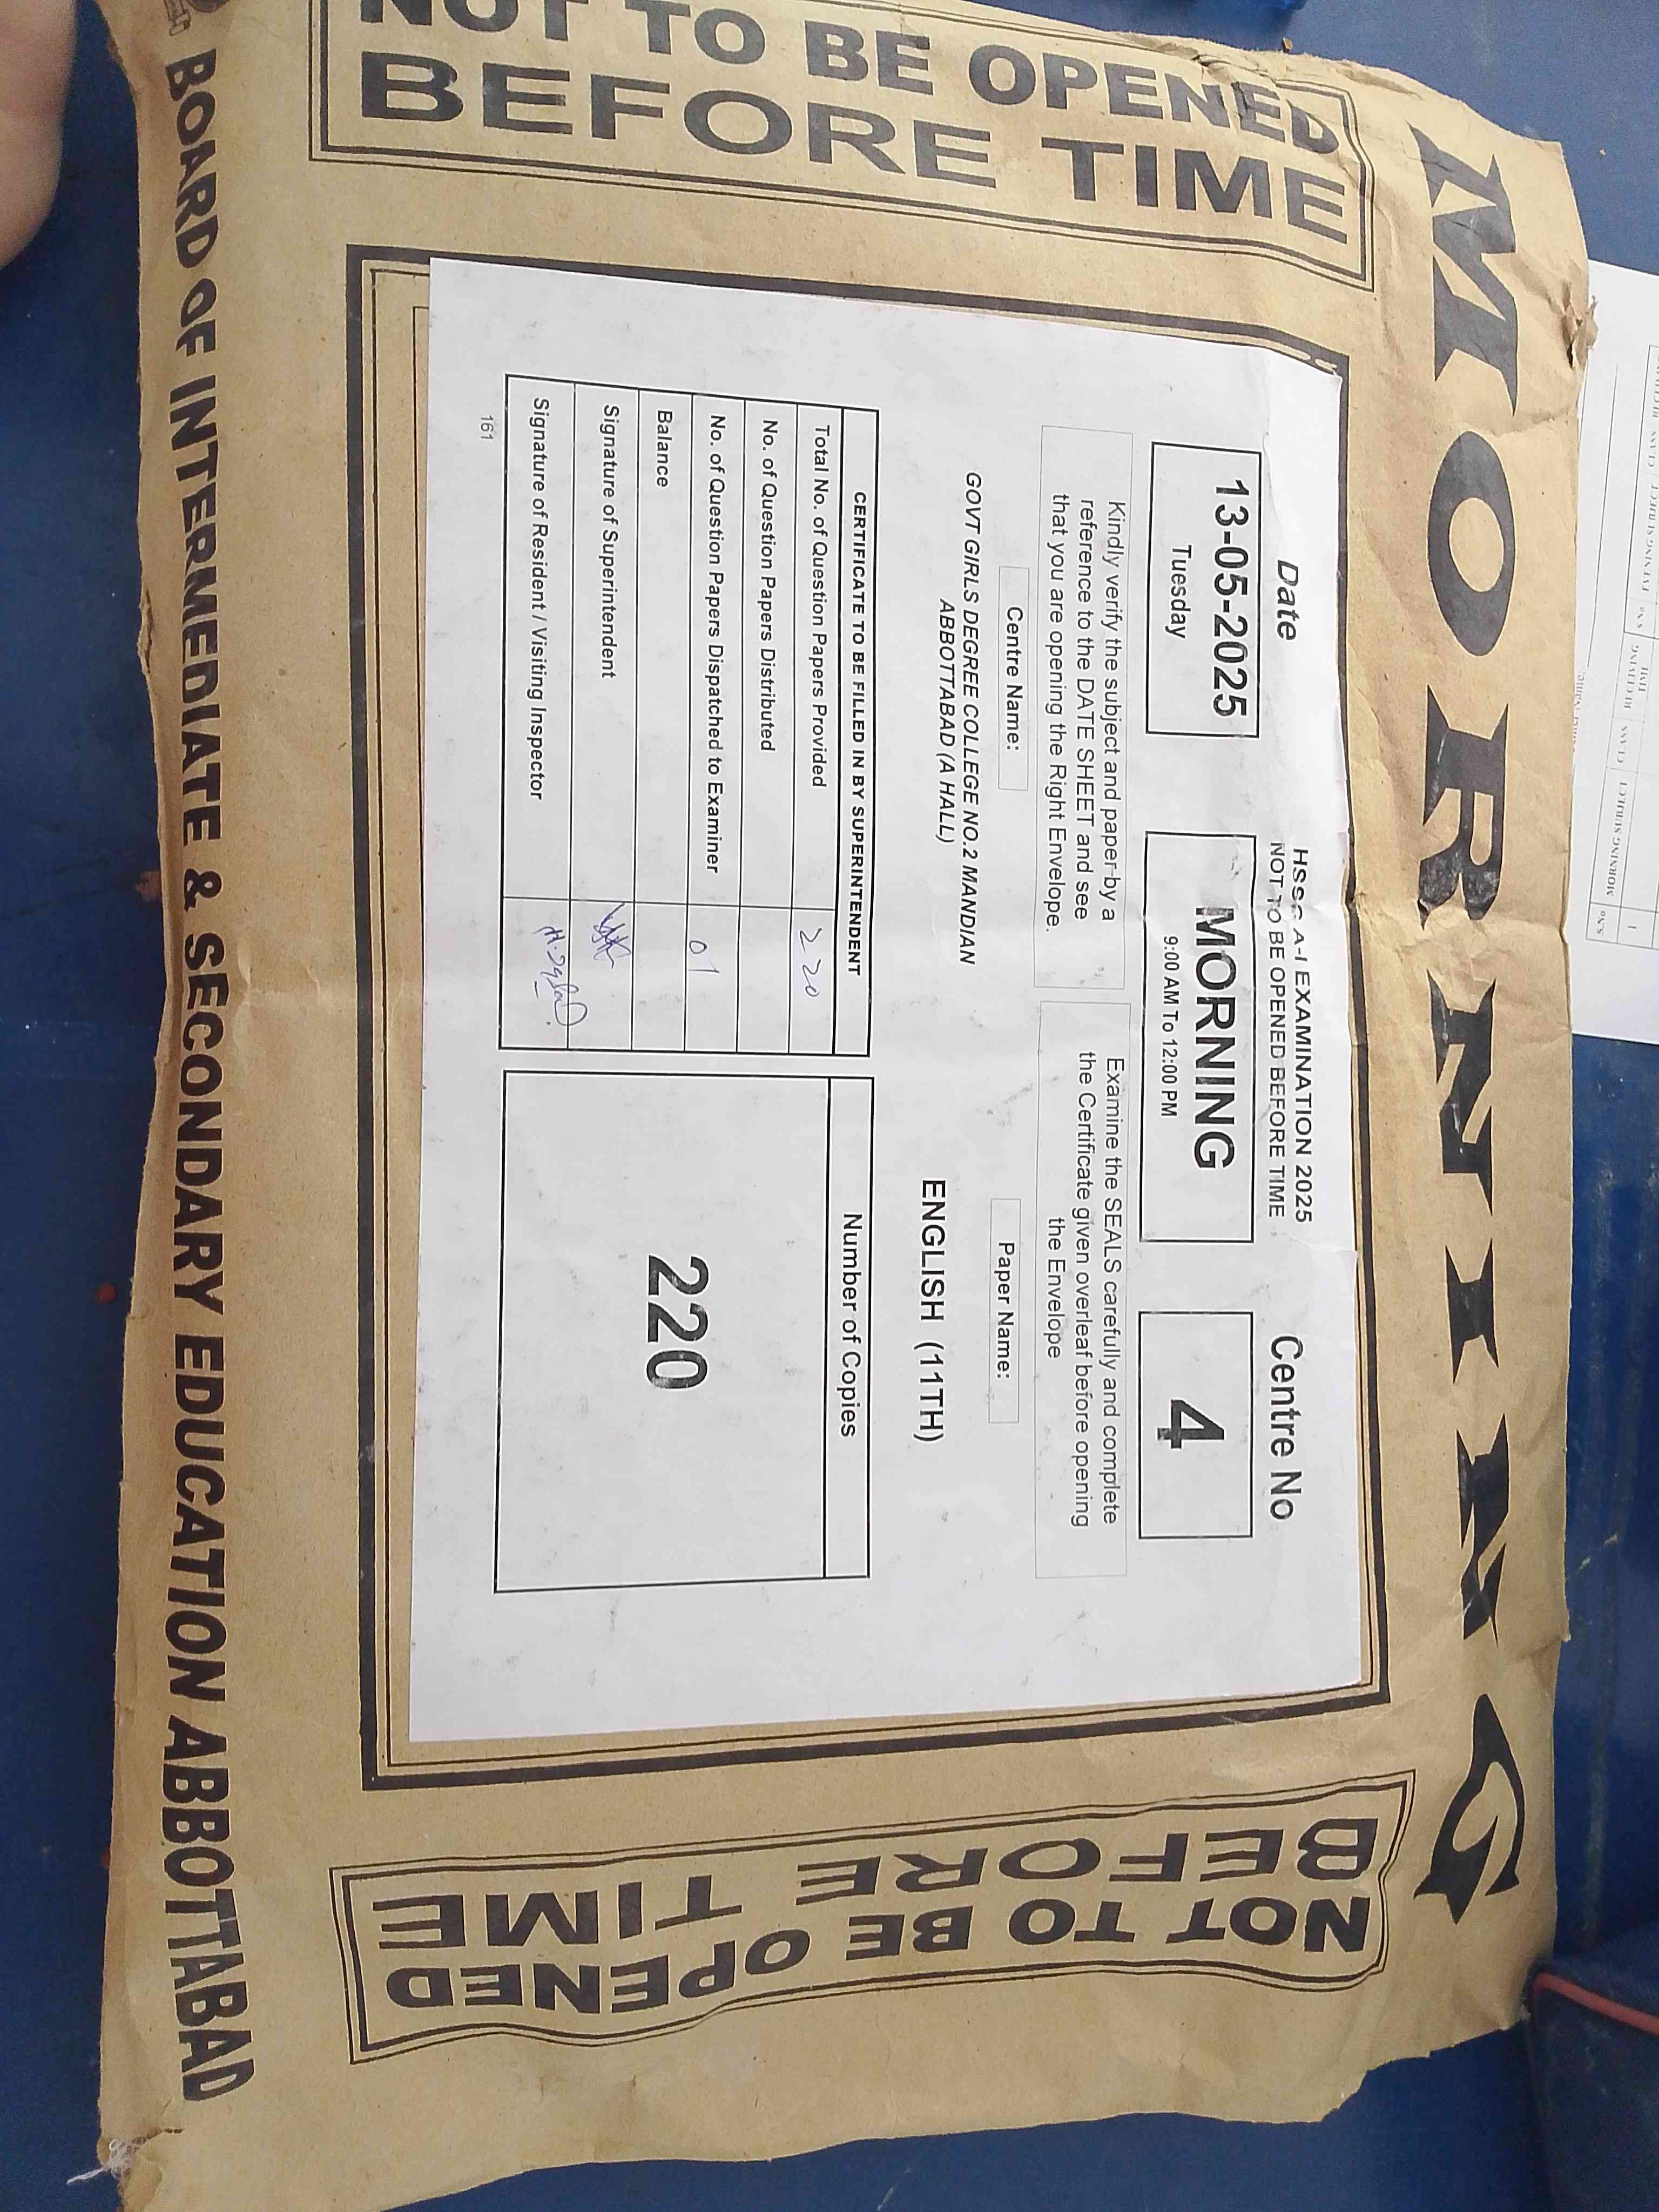 MORNING
NOT TO BE OPENED
BEFORE TIME
HSSC A-I EXAMINATION 2025
NOT TO BE OPENED BEFORE TIME
Date
13-05-2025
Tuesday
MORNING
9:00 AM To 12:00 PM
Centre No
4
Kindly verify the subject and paper by a
reference to the DATE SHEET and see
that you are opening the Right Envelope.
Examine the SEALS carefully and complete
the Certificate given overleaf before opening
the Envelope
Centre Name:
GOVT GIRLS DEGREE COLLEGE NO.2 MANDIAN
ABBOTTABAD (A HALL)
Paper Name:
ENGLISH (11TH)
CERTIFICATE TO BE FILLED IN BY SUPERINTENDENT
Total No. of Question Papers Provided 220
No. of Question Papers Distributed
No. of Question Papers Dispatched to Examiner 01
Balance
Signature of Superintendent
Signature of Resident / Visiting Inspector
Number of Copies
220
161
NOT TO BE OPENED
BEFORE TIME
BOARD OF INTERMEDIATE & SECONDARY EDUCATION ABBOTTABAD
S.No
MORNING SUBJECT
CLASS
1